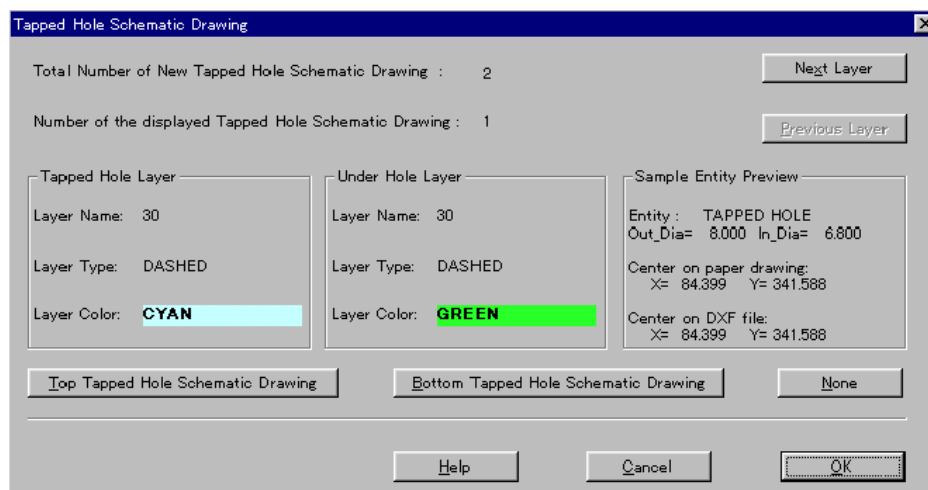 Tapped Hole Schematic Drawing
Total Number of New Tapped Hole Schematic Drawing : 2
Next Layer
Number of the displayed Tapped Hole Schematic Drawing : 1
Previous Layer
Tapped Hole Layer
Layer Name: 30
Layer Type: DASHED
Layer Color: CYAN
Under Hole Layer
Layer Name: 30
Layer Type: DASHED
Layer Color: GREEN
Sample Entity Preview
Entity : TAPPED HOLE
Out_Dia= 8.000 In_Dia= 6.800
Center on paper drawing:
X= 84.399 Y= 341.588
Center on DXF file:
X= 84.399 Y= 341.588
Top Tapped Hole Schematic Drawing
Bottom Tapped Hole Schematic Drawing
None
Help
Cancel
OK